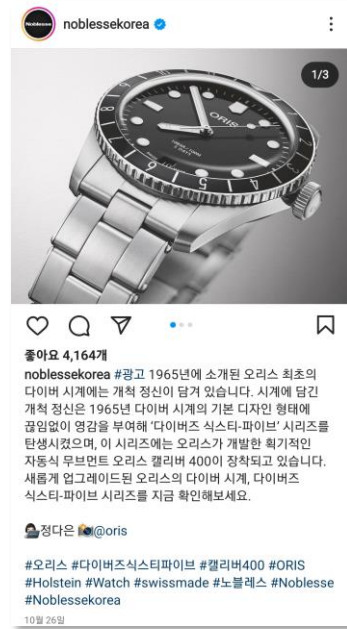 Noblesse
noblessekorea
1/3
ORIS
좋아요 4,164개
noblessekorea #광고 1965년에 소개된 오리스 최초의
다이버 시계에는 개척 정신이 담겨 있습니다. 시계에 담긴
개척 정신은 1965년 다이버 시계의 기본 디자인 형태에
끊임없이 영감을 부여해 '다이버즈 식스티-파이브' 시리즈를
탄생시켰으며, 이 시리즈에는 오리스가 개발한 획기적인
자동식 무브먼트 오리스 캘리버 400이 장착되고 있습니다.
새롭게 업그레이드된 오리스의 다이버 시계, 다이버즈
식스티-파이브 시리즈를 지금 확인해보세요.
정다은 @oris
#오리스 #다이버즈식스티파이브 #캘리버400 #ORIS
#Holstein #Watch #swissmade #노블레스 #Noblesse
#Noblessekorea
10월 26일